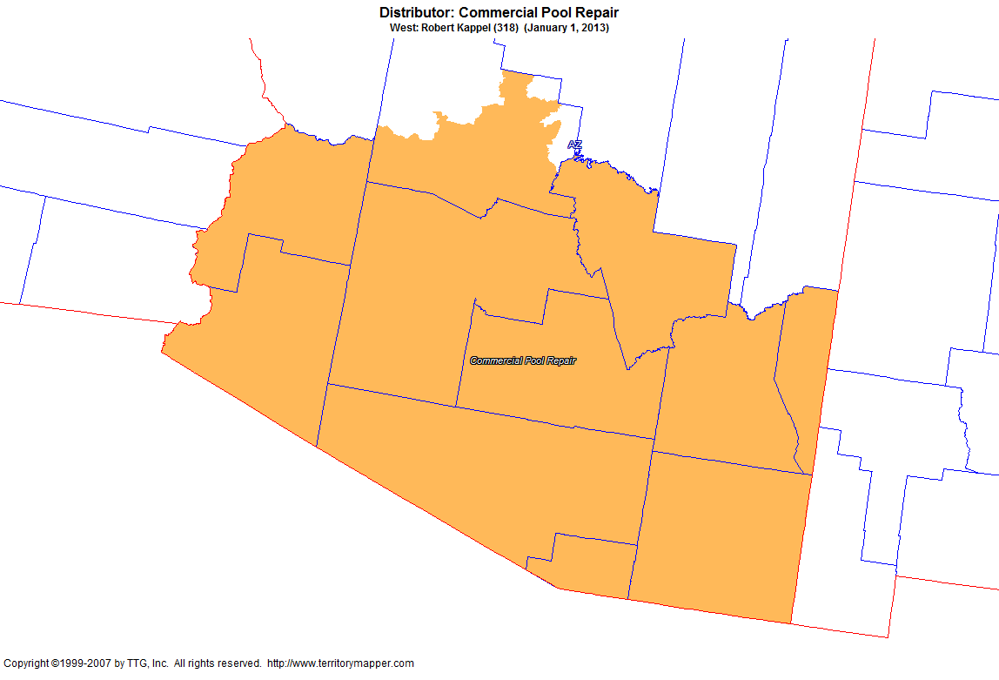 Distributor: Commercial Pool Repair
West: Robert Kappel (318)  (January 1, 2013)
AZ
Commercial Pool Repair
Copyright ©1999-2007 by TTG, Inc.  All rights reserved.  http://www.territorymapper.com